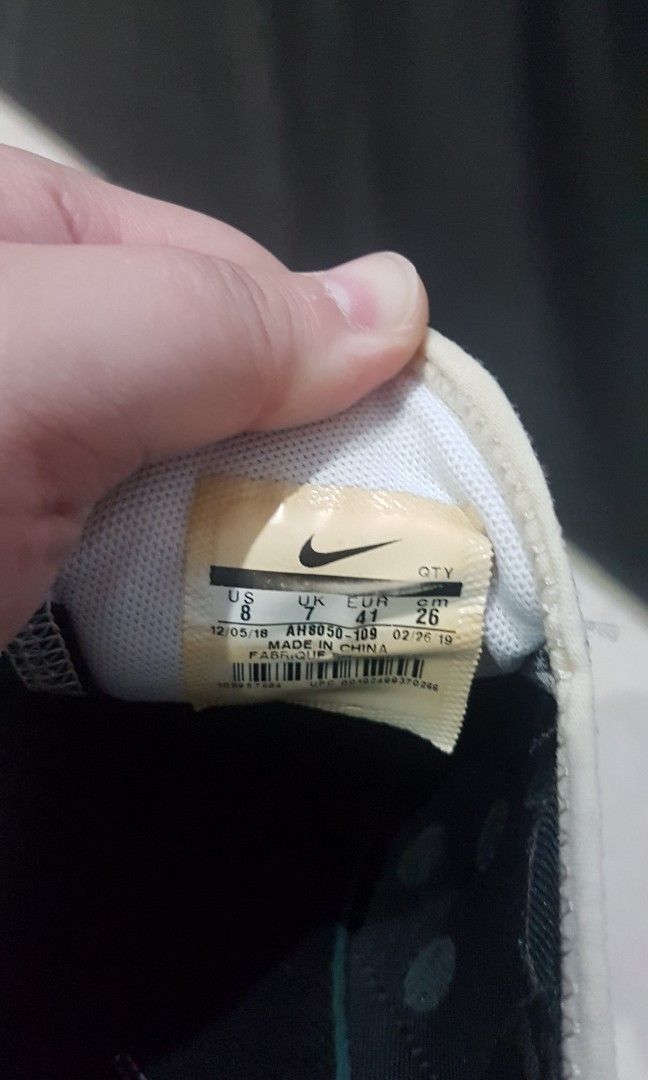 QTY
US UK EUR cm
8 7 41 26
12/05/18 AH8050-109 02/26 19
MADE IN CHINA
FABRIQUE
UPC